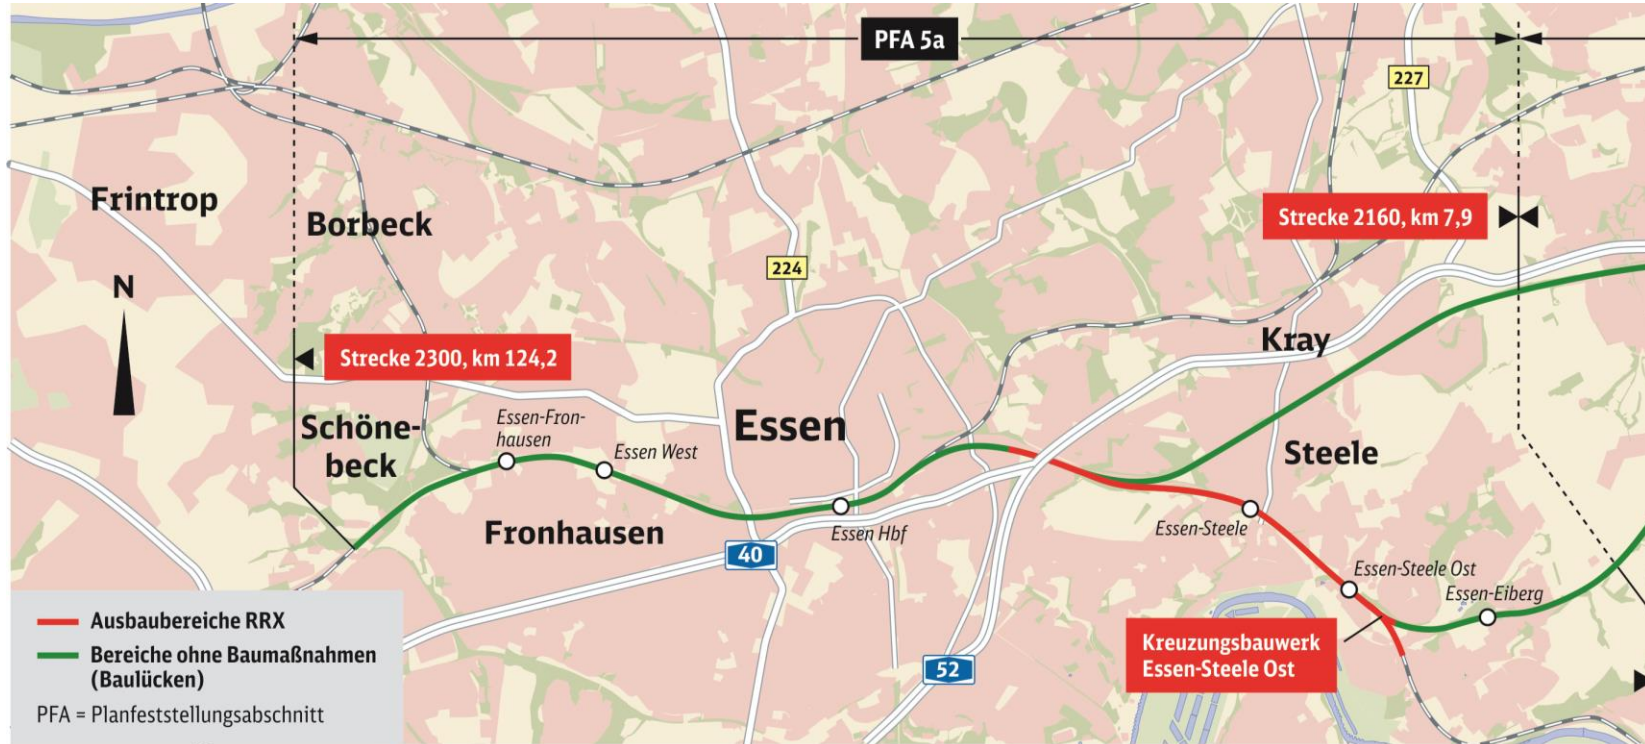 PFA 5a
227
Frintrop
Borbeck
Strecke 2160, km 7,9
N
224
Strecke 2300, km 124,2
Kray
Schöne-
beck
Essen-Fron-
hausen
Essen West
Essen
Steele
Fronhausen
Essen Hbf
Essen-Steele
40
Essen-Steele Ost
Essen-Eiberg
52
Kreuzungsbauwerk
Essen-Steele Ost
Ausbaubereiche RRX
Bereiche ohne Baumaßnahmen
(Baulücken)
PFA = Planfeststellungsabschnitt